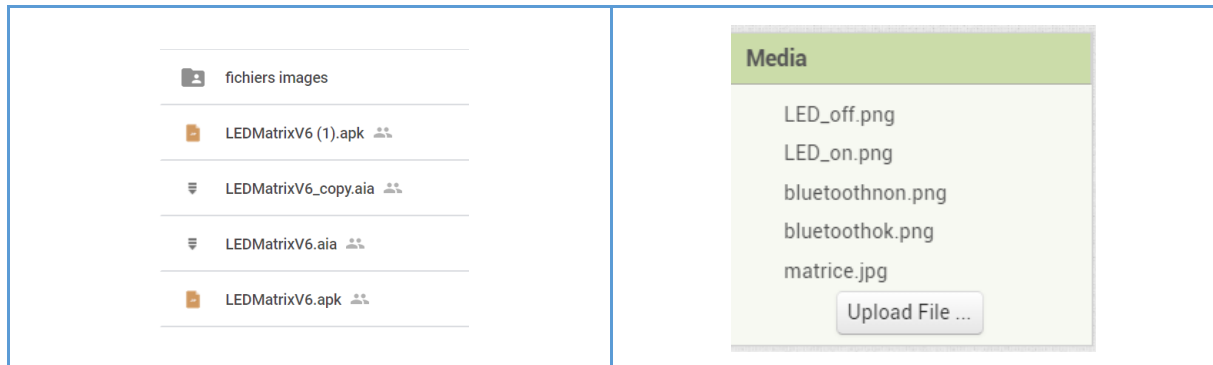 fichiers images
LEDMatrixV6 (1).apk
LEDMatrixV6_copy.aia
LEDMatrixV6.aia
LEDMatrixV6.apk
Media
LED_off.png
LED_on.png
bluetoothnon.png
bluetoothok.png
matrice.jpg
Upload File ...